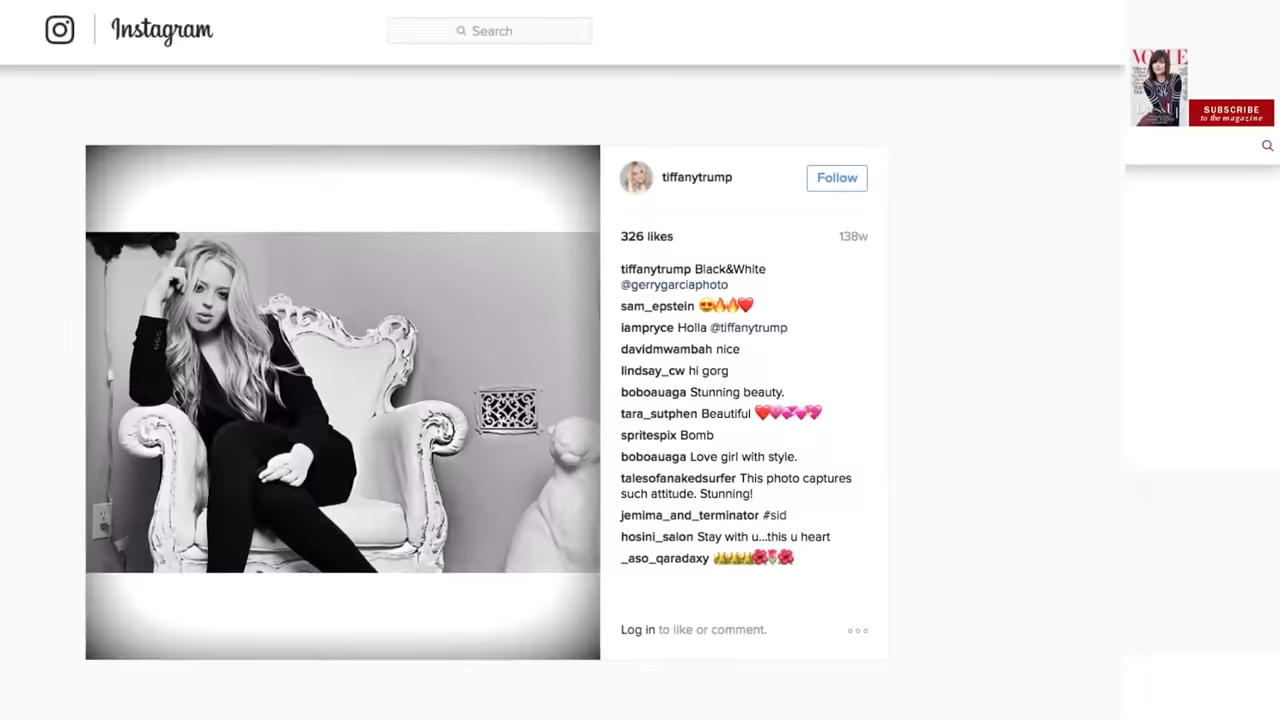 Instagram
Search
VOGUE
SUBSCRIBE
to the magazine
tiffanytrump
Follow
326 likes
138w
tiffanytrump Black&White
@gerrygarciaphoto
sam_epstein 😍🔥🔥❤️
iampryce Holla @tiffanytrump
davidmwambah nice
lindsay_cw hi gorg
boboauaga Stunning beauty.
tara_sutphen Beautiful ❤️💓💞💕💖
spritespix Bomb
boboauaga Love girl with style.
talesofanakedsurfer This photo captures
such attitude. Stunning!
jemima_and_terminator #sid
hosini_salon Stay with u...this u heart
_aso_qaradaxy 👑👑👑👑🌺🌷🌺
Log in to like or comment.